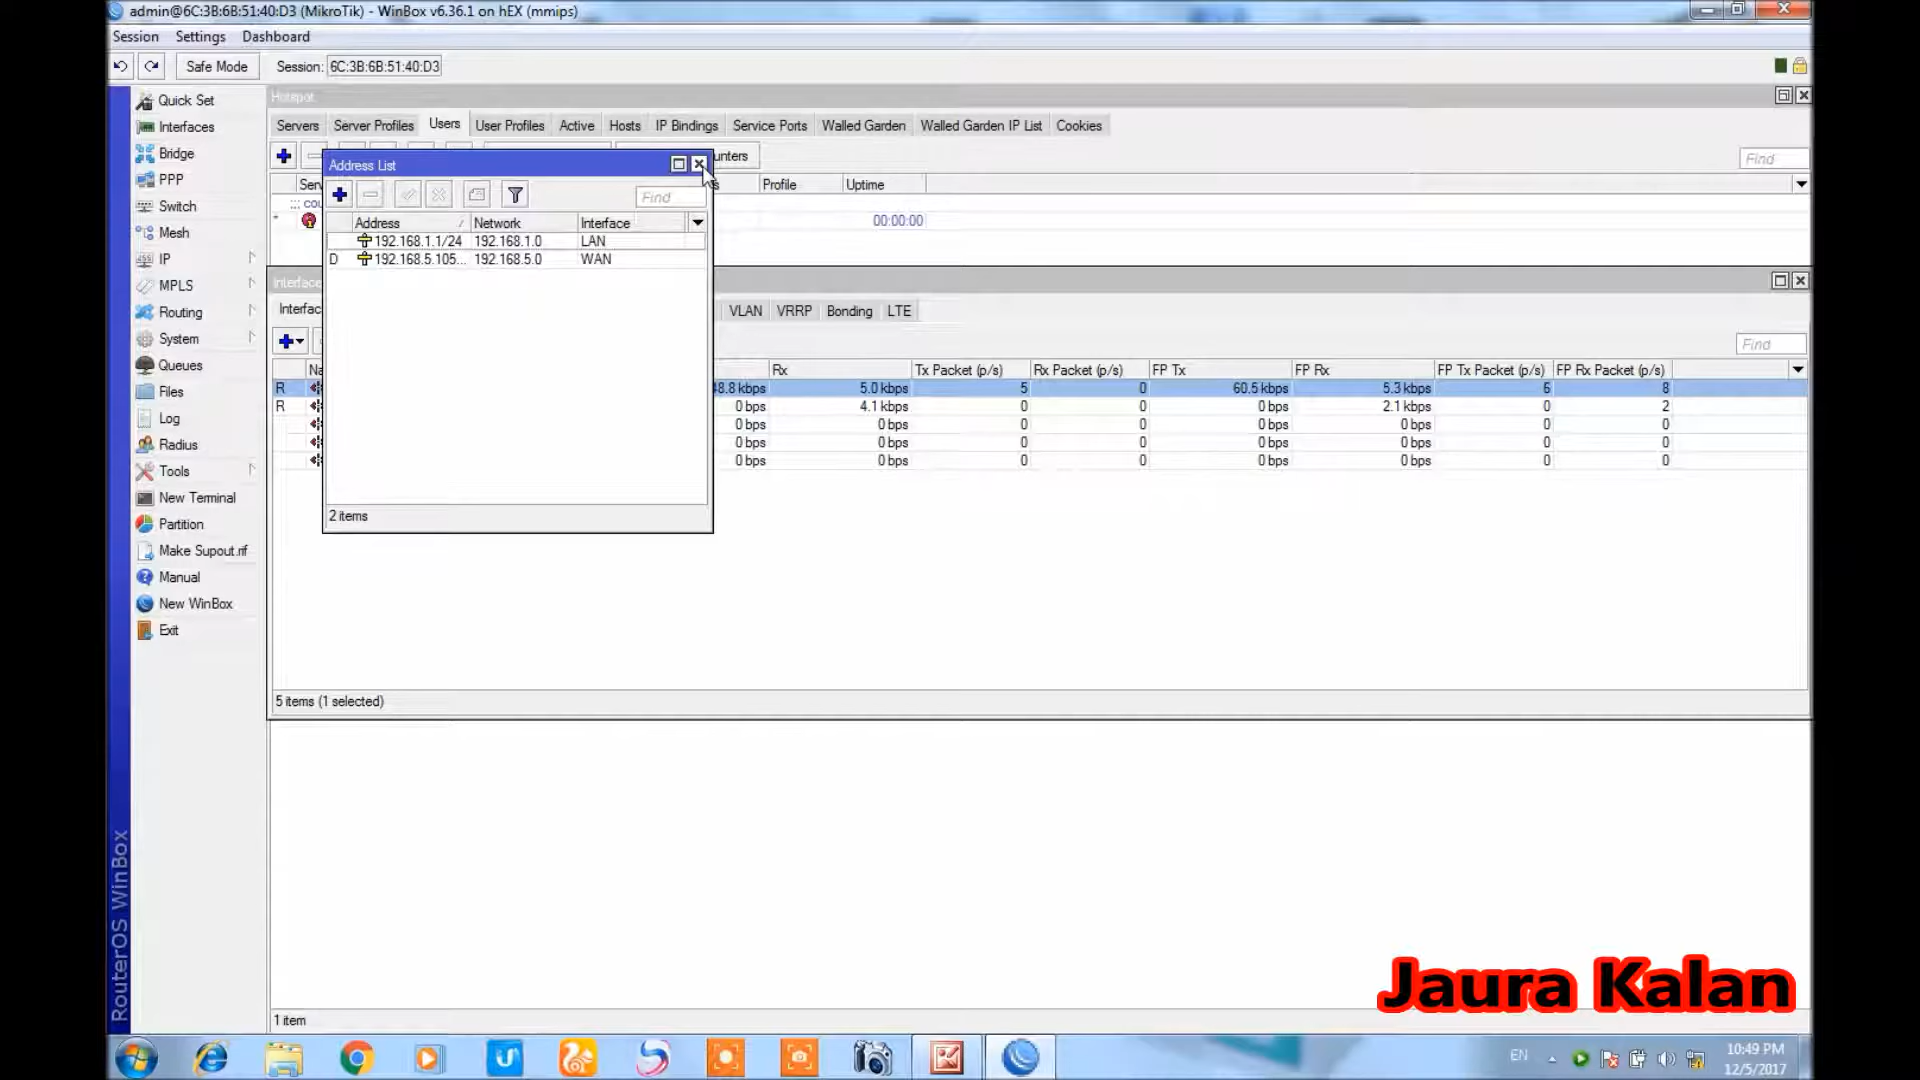 admin@6C:3B:6B:51:40:D3 (MikroTik) - WinBox v6.36.1 on hEX (mmips)
Session Settings Dashboard
Safe Mode Session: 6C:3B:6B:51:40:D3
Quick Set
Interfaces
Bridge
PPP
Switch
Mesh
IP
MPLS
Routing
System
Queues
Files
Log
Radius
Tools
New Terminal
Partition
Make Supout.rif
Manual
New WinBox
Exit
RouterOS WinBox
Hotspot
Servers Server Profiles Users User Profiles Active Hosts IP Bindings Service Ports Walled Garden Walled Garden IP List Cookies
Find
Profile Uptime
00:00:00
Address List
Find
Address Network Interface
192.168.1.1/24 192.168.1.0 LAN
D 192.168.5.105... 192.168.5.0 WAN
2 items
VLAN VRRP Bonding LTE
Find
Rx Tx Packet (p/s) Rx Packet (p/s) FP Tx FP Rx FP Tx Packet (p/s) FP Rx Packet (p/s)
R 48.8 kbps 5.0 kbps 5 0 60.5 kbps 5.3 kbps 6 8
R 0 bps 4.1 kbps 0 0 0 bps 2.1 kbps 0 2
0 bps 0 bps 0 0 0 bps 0 bps 0 0
0 bps 0 bps 0 0 0 bps 0 bps 0 0
0 bps 0 bps 0 0 0 bps 0 bps 0 0
5 items (1 selected)
1 item
Jaura Kalan
EN
10:49 PM
12/5/2017